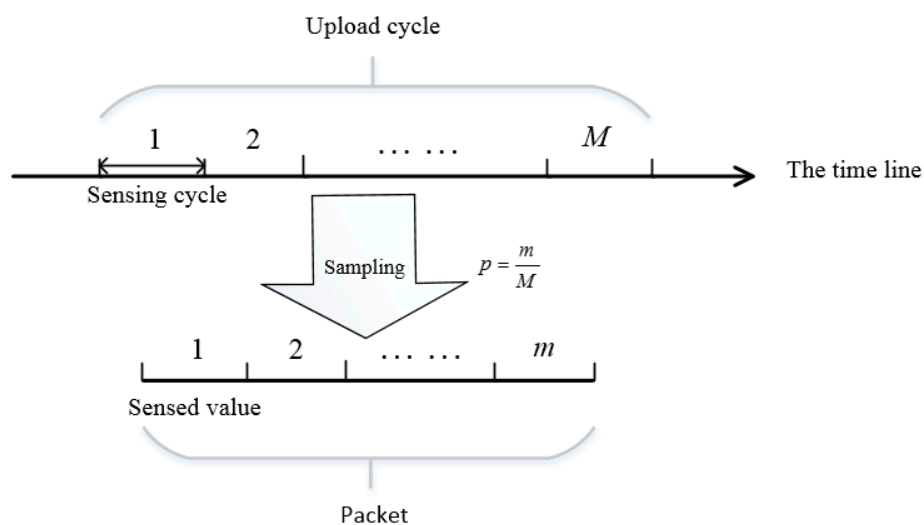 Upload cycle
1 2 … … M
The time line
Sensing cycle
Sampling p = m/M
1 2 … … m
Sensed value
Packet